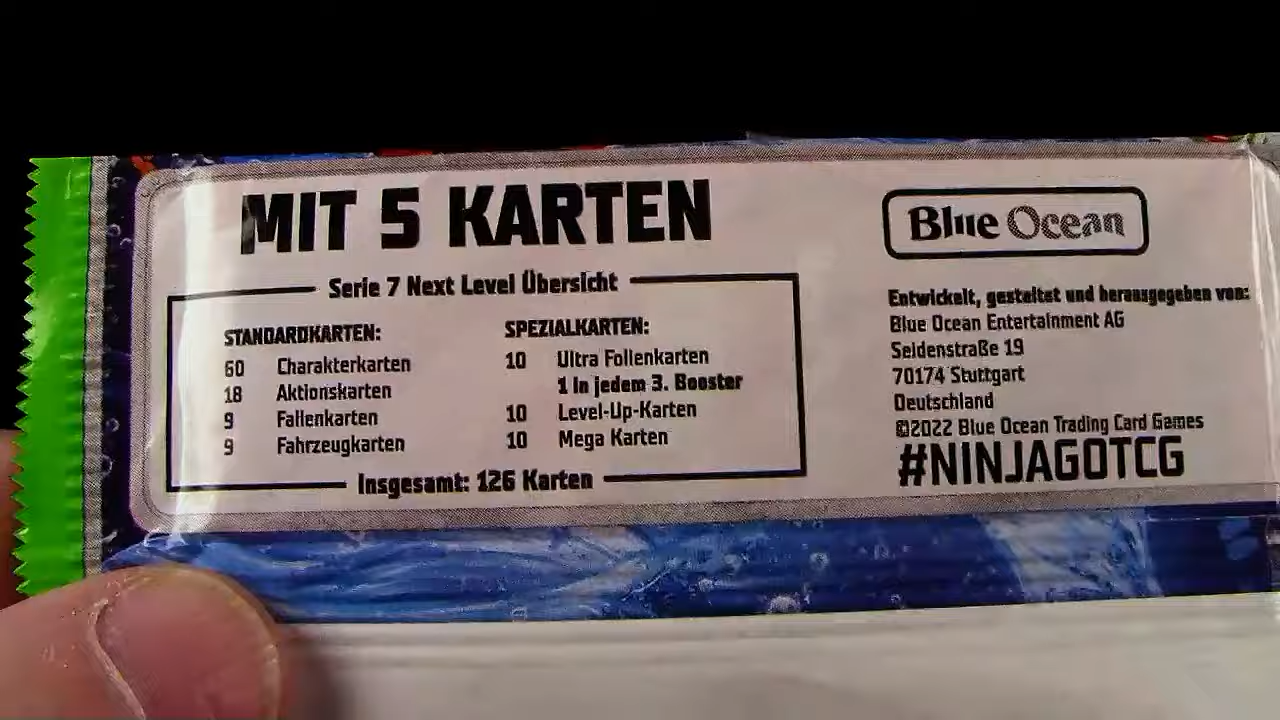 MIT 5 KARTEN
Serie 7 Next Level Übersicht
STANDARDKARTEN:
60 Charakterkarten
18 Aktionskarten
9 Fallenkarten
9 Fahrzeugkarten
SPEZIALKARTEN:
10 Ultra Follenkarten
1 in jedem 3. Booster
10 Level-Up-Karten
10 Mega Karten
Insgesamt: 126 Karten
Blue Ocean
Entwickelt, gestaltet und herausgegeben von:
Blue Ocean Entertainment AG
Seidenstraße 19
70174 Stuttgart
Deutschland
©2022 Blue Ocean Trading Card Games
#NINJAGOTCG